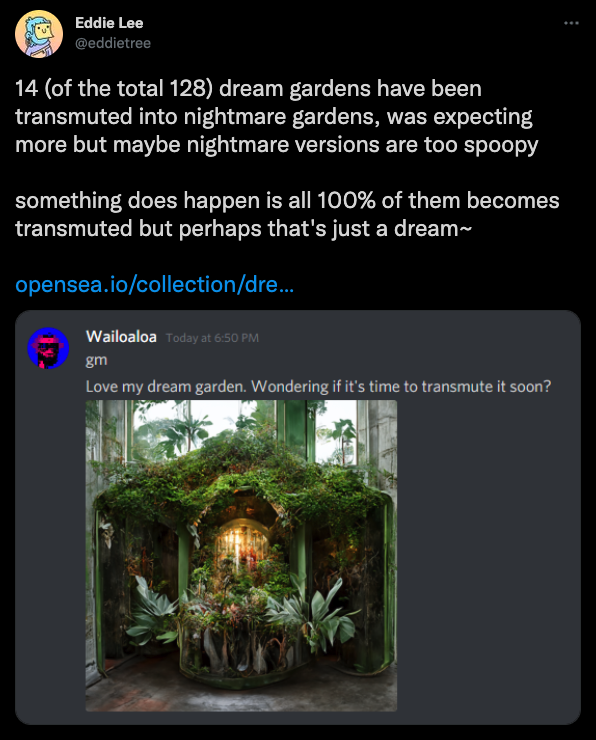 Eddie Lee
@eddietree
14 (of the total 128) dream gardens have been
transmuted into nightmare gardens, was expecting
more but maybe nightmare versions are too spoopy
something does happen is all 100% of them becomes
transmuted but perhaps that's just a dream~
opensea.io/collection/dre...
Wailoaloa Today at 6:50 PM
gm
Love my dream garden. Wondering if it's time to transmute it soon?